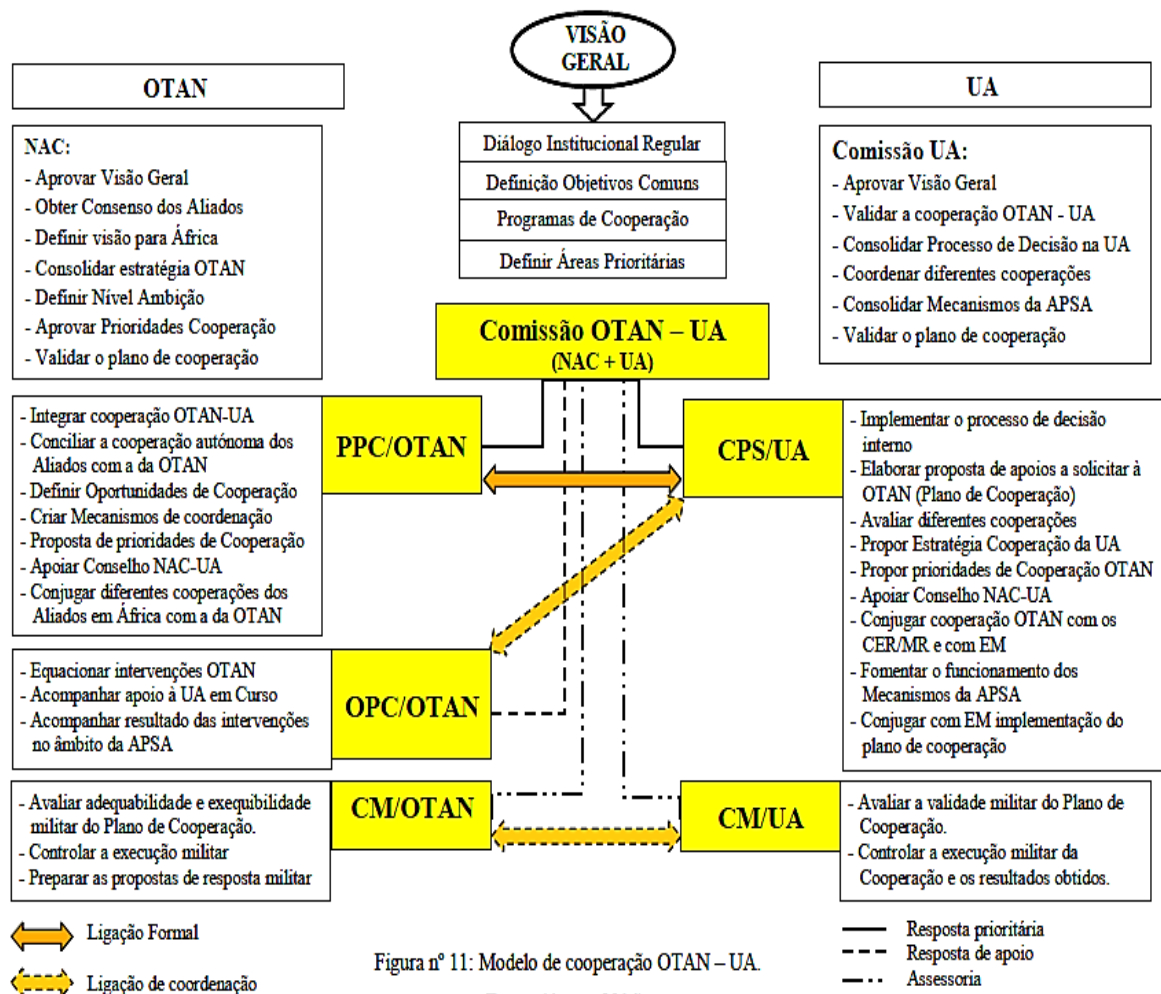 VISÃO
GERAL
OTAN
UA
NAC:
- Aprovar Visão Geral
- Obter Consenso dos Aliados
- Definir visão para África
- Consolidar estratégia OTAN
- Definir Nível Ambição
- Aprovar Prioridades Cooperação
- Validar o plano de cooperação
Diálogo Institucional Regular
Definição Objetivos Comuns
Programas de Cooperação
Definir Áreas Prioritárias
Comissão UA:
- Aprovar Visão Geral
- Validar a cooperação OTAN - UA
- Consolidar Processo de Decisão na UA
- Coordenar diferentes cooperações
- Consolidar Mecanismos da APSA
- Validar o plano de cooperação
Comissão OTAN – UA
(NAC + UA)
- Integrar cooperação OTAN-UA
- Conciliar a cooperação autónoma dos
Aliados com a da OTAN
- Definir Oportunidades de Cooperação
- Criar Mecanismos de coordenação
- Proposta de prioridades de Cooperação
- Apoiar Conselho NAC-UA
- Conjugar diferentes cooperações dos
Aliados em África com a da OTAN
PPC/OTAN
CPS/UA
- Implementar o processo de decisão
interno
- Elaborar proposta de apoios a solicitar à
OTAN (Plano de Cooperação)
- Avaliar diferentes cooperações
- Propor Estratégia Cooperação da UA
- Propor prioridades de Cooperação OTAN
- Apoiar Conselho NAC-UA
- Conjugar cooperação OTAN com os
CER/MR e com EM
- Fomentar o funcionamento dos
Mecanismos da APSA
- Conjugar com EM implementação do
plano de cooperação
- Equacionar intervenções OTAN
- Acompanhar apoio à UA em Curso
- Acompanhar resultado das intervenções
no âmbito da APSA
OPC/OTAN
- Avaliar adequabilidade e exequibilidade
militar do Plano de Cooperação.
- Controlar a execução militar
- Preparar as propostas de resposta militar
CM/OTAN
CM/UA
- Avaliar a validade militar do Plano de
Cooperação.
- Controlar a execução militar da
Cooperação e os resultados obtidos.
Ligação Formal
Ligação de coordenação
Figura nº 11: Modelo de cooperação OTAN – UA.
Resposta prioritária
Resposta de apoio
Assessoria